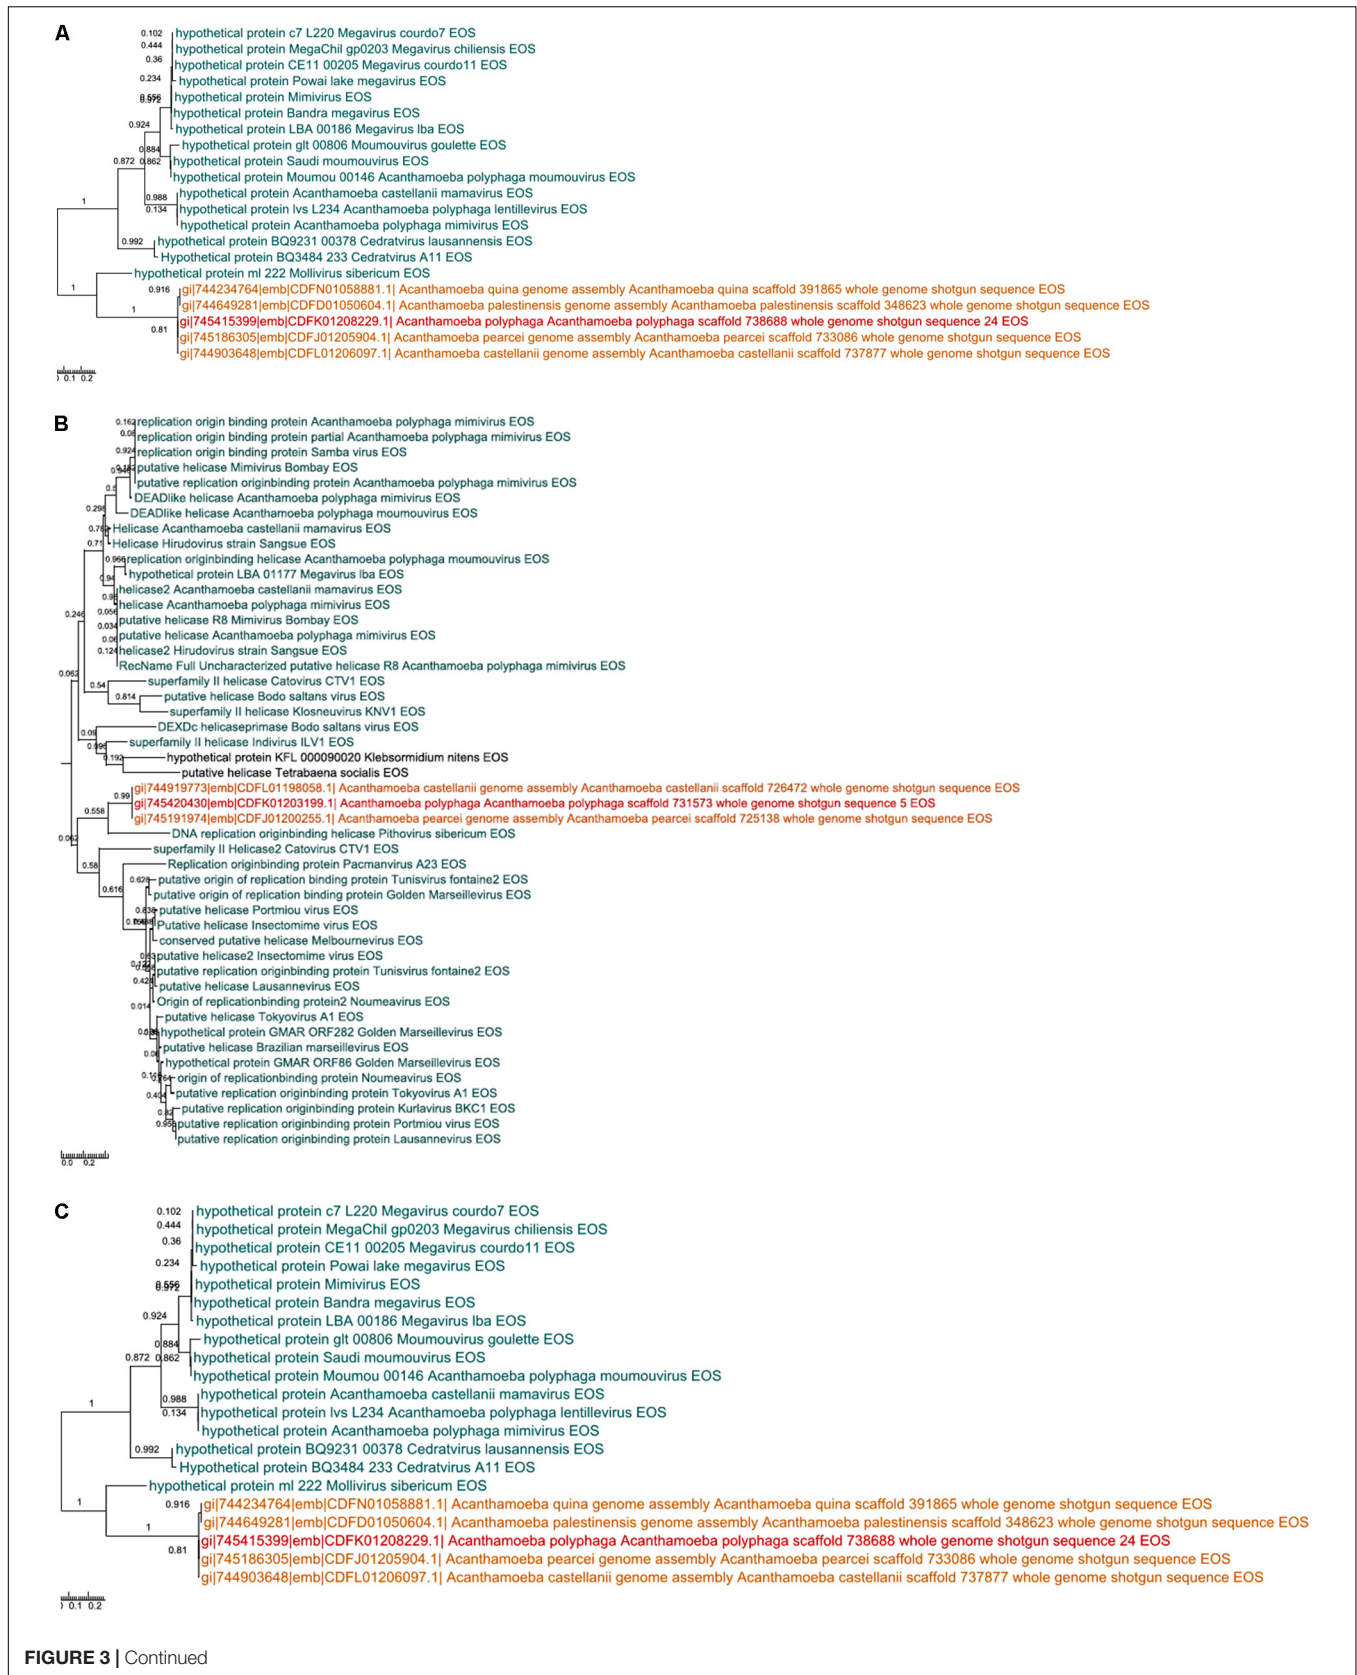 A
0.102
hypothetical protein c7 L220 Megavirus courdo7 EOS
0.444
hypothetical protein MegaChil gp0203 Megavirus chiliensis EOS
0.36
hypothetical protein CE11 00205 Megavirus courdo11 EOS
0.234
hypothetical protein Powai lake megavirus EOS
hypothetical protein Mimivirus EOS
hypothetical protein Bandra megavirus EOS
0.924
hypothetical protein LBA 00186 Megavirus lba EOS
0.884
hypothetical protein glt 00806 Moumouvirus goulette EOS
0.872 0.862
hypothetical protein Saudi moumouvirus EOS
hypothetical protein Moumou 00146 Acanthamoeba polyphaga moumouvirus EOS
0.988
hypothetical protein Acanthamoeba castellanii mamavirus EOS
1
0.134
hypothetical protein lvs L234 Acanthamoeba polyphaga lentillevirus EOS
hypothetical protein Acanthamoeba polyphaga mimivirus EOS
0.992
hypothetical protein BQ9231 00378 Cedratvirus lausannensis EOS
Hypothetical protein BQ3484 233 Cedratvirus A11 EOS
hypothetical protein ml 222 Mollivirus sibericum EOS
1
0.916
gi|744234764|emb|CDFN01058881.1| Acanthamoeba quina genome assembly Acanthamoeba quina scaffold 391865 whole genome shotgun sequence EOS
gi|744649281|emb|CDFD01050604.1| Acanthamoeba palestinensis genome assembly Acanthamoeba palestinensis scaffold 348623 whole genome shotgun sequence EOS
1
gi|745415399|emb|CDFK01208229.1| Acanthamoeba polyphaga Acanthamoeba polyphaga scaffold 738688 whole genome shotgun sequence 24 EOS
0.81
gi|745186305|emb|CDFJ01205904.1| Acanthamoeba pearcei genome assembly Acanthamoeba pearcei scaffold 733086 whole genome shotgun sequence EOS
gi|744903648|emb|CDFL01206097.1| Acanthamoeba castellanii genome assembly Acanthamoeba castellanii scaffold 737877 whole genome shotgun sequence EOS
0.1 0.2
B
replication origin binding protein Acanthamoeba polyphaga mimivirus EOS
replication origin binding protein partial Acanthamoeba polyphaga mimivirus EOS
replication origin binding protein Samba virus EOS
putative helicase Mimivirus Bombay EOS
putative replication originbinding protein Acanthamoeba polyphaga mimivirus EOS
DEADlike helicase Acanthamoeba polyphaga mimivirus EOS
DEADlike helicase Acanthamoeba polyphaga moumouvirus EOS
Helicase Acanthamoeba castellanii mamavirus EOS
Helicase Hirudovirus strain Sangsue EOS
replication originbinding helicase Acanthamoeba polyphaga moumouvirus EOS
hypothetical protein LBA 01177 Megavirus lba EOS
helicase2 Acanthamoeba castellanii mamavirus EOS
helicase Acanthamoeba polyphaga mimivirus EOS
putative helicase R8 Mimivirus Bombay EOS
putative helicase Acanthamoeba polyphaga mimivirus EOS
helicase2 Hirudovirus strain Sangsue EOS
RecName Full Uncharacterized putative helicase R8 Acanthamoeba polyphaga mimivirus EOS
0.54
superfamily II helicase Catovirus CTV1 EOS
0.814
putative helicase Bodo saltans virus EOS
superfamily II helicase Klosneuvirus KNV1 EOS
DEXDc helicaseprimase Bodo saltans virus EOS
superfamily II helicase Indivirus ILV1 EOS
0.192
hypothetical protein KFL 000090020 Klebsormidium nitens EOS
putative helicase Tetrabaena socialis EOS
gi|744919773|emb|CDFL01198058.1| Acanthamoeba castellanii genome assembly Acanthamoeba castellanii scaffold 726472 whole genome shotgun sequence EOS
0.99
gi|745420430|emb|CDFK01203199.1| Acanthamoeba polyphaga Acanthamoeba polyphaga scaffold 731573 whole genome shotgun sequence 5 EOS
0.558
gi|745191974|emb|CDFJ01200255.1| Acanthamoeba pearcei genome assembly Acanthamoeba pearcei scaffold 725138 whole genome shotgun sequence EOS
DNA replication originbinding helicase Pithovirus sibericum EOS
superfamily II Helicase2 Catovirus CTV1 EOS
0.58
Replication originbinding protein Pacmanvirus A23 EOS
0.628
putative origin of replication binding protein Tunisvirus fontaine2 EOS
0.616
putative origin of replication binding protein Golden Marseillevirus EOS
putative helicase Portmiou virus EOS
Putative helicase Insectomime virus EOS
conserved putative helicase Melbournevirus EOS
putative helicase2 Insectomime virus EOS
putative replication originbinding protein Tunisvirus fontaine2 EOS
putative helicase Lausannevirus EOS
Origin of replicationbinding protein2 Noumeavirus EOS
0.014
putative helicase Tokyovirus A1 EOS
hypothetical protein GMAR ORF282 Golden Marseillevirus EOS
putative helicase Brazilian marseillevirus EOS
hypothetical protein GMAR ORF86 Golden Marseillevirus EOS
origin of replicationbinding protein Noumeavirus EOS
putative replication originbinding protein Tokyovirus A1 EOS
putative replication originbinding protein Kurlavirus BKC1 EOS
putative replication originbinding protein Portmiou virus EOS
putative replication originbinding protein Lausannevirus EOS
0.0 0.2
C
0.102
hypothetical protein c7 L220 Megavirus courdo7 EOS
0.444
hypothetical protein MegaChil gp0203 Megavirus chiliensis EOS
0.36
hypothetical protein CE11 00205 Megavirus courdo11 EOS
0.234
hypothetical protein Powai lake megavirus EOS
hypothetical protein Mimivirus EOS
hypothetical protein Bandra megavirus EOS
0.924
hypothetical protein LBA 00186 Megavirus lba EOS
0.884
hypothetical protein glt 00806 Moumouvirus goulette EOS
0.872 0.862
hypothetical protein Saudi moumouvirus EOS
hypothetical protein Moumou 00146 Acanthamoeba polyphaga moumouvirus EOS
0.988
hypothetical protein Acanthamoeba castellanii mamavirus EOS
1
0.134
hypothetical protein lvs L234 Acanthamoeba polyphaga lentillevirus EOS
hypothetical protein Acanthamoeba polyphaga mimivirus EOS
0.992
hypothetical protein BQ9231 00378 Cedratvirus lausannensis EOS
Hypothetical protein BQ3484 233 Cedratvirus A11 EOS
hypothetical protein ml 222 Mollivirus sibericum EOS
1
0.916
gi|744234764|emb|CDFN01058881.1| Acanthamoeba quina genome assembly Acanthamoeba quina scaffold 391865 whole genome shotgun sequence EOS
gi|744649281|emb|CDFD01050604.1| Acanthamoeba palestinensis genome assembly Acanthamoeba palestinensis scaffold 348623 whole genome shotgun sequence EOS
1
gi|745415399|emb|CDFK01208229.1| Acanthamoeba polyphaga Acanthamoeba polyphaga scaffold 738688 whole genome shotgun sequence 24 EOS
0.81
gi|745186305|emb|CDFJ01205904.1| Acanthamoeba pearcei genome assembly Acanthamoeba pearcei scaffold 733086 whole genome shotgun sequence EOS
gi|744903648|emb|CDFL01206097.1| Acanthamoeba castellanii genome assembly Acanthamoeba castellanii scaffold 737877 whole genome shotgun sequence EOS
0.1 0.2
FIGURE 3 | Continued